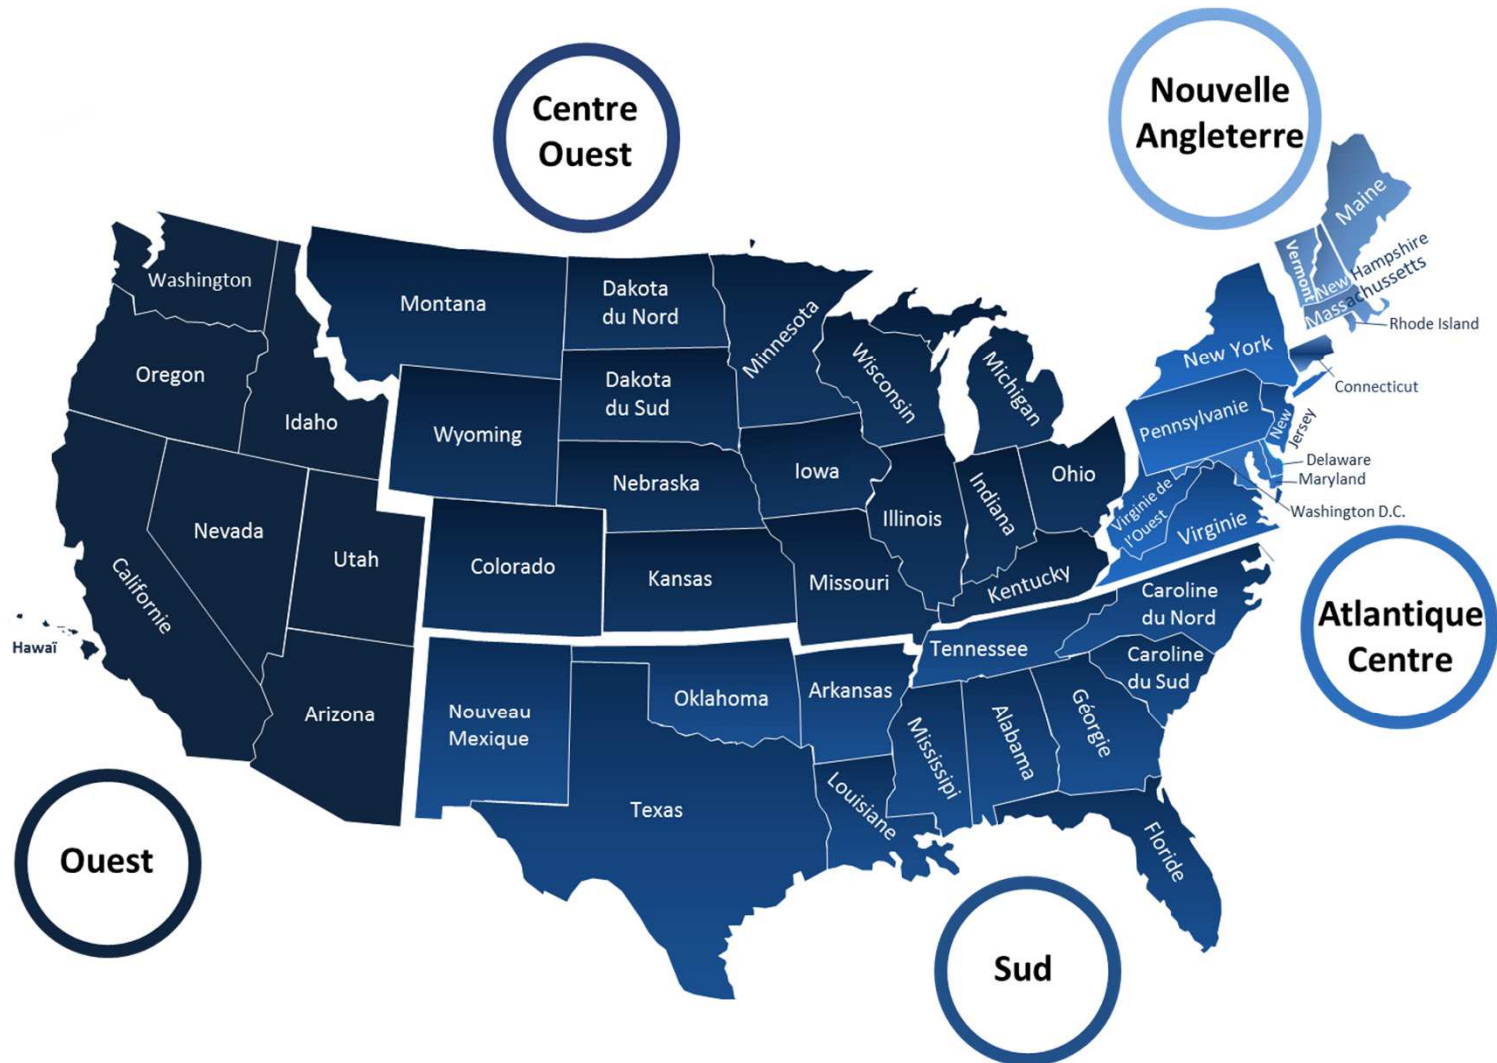 Centre
Ouest
Nouvelle
Angleterre
Maine
Vermont
New Hampshire
Massachussetts
Rhode Island
Connecticut
Washington
Montana
Dakota
du Nord
Minnesota
Oregon
Idaho
Wyoming
Dakota
du Sud
Wisconsin
Michigan
New York
Pennsylvanie
New
Jersey
Delaware
Maryland
Washington D.C.
Nevada
Utah
Nebraska
Iowa
Illinois
Indiana
Ohio
Virginie de
l'Ouest
Virginie
Californie
Colorado
Kansas
Missouri
Kentucky
Hawaï
Arizona
Nouveau
Mexique
Oklahoma
Arkansas
Tennessee
Caroline
du Nord
Caroline
du Sud
Atlantique
Centre
Texas
Louisiane
Mississipi
Alabama
Géorgie
Floride
Ouest
Sud